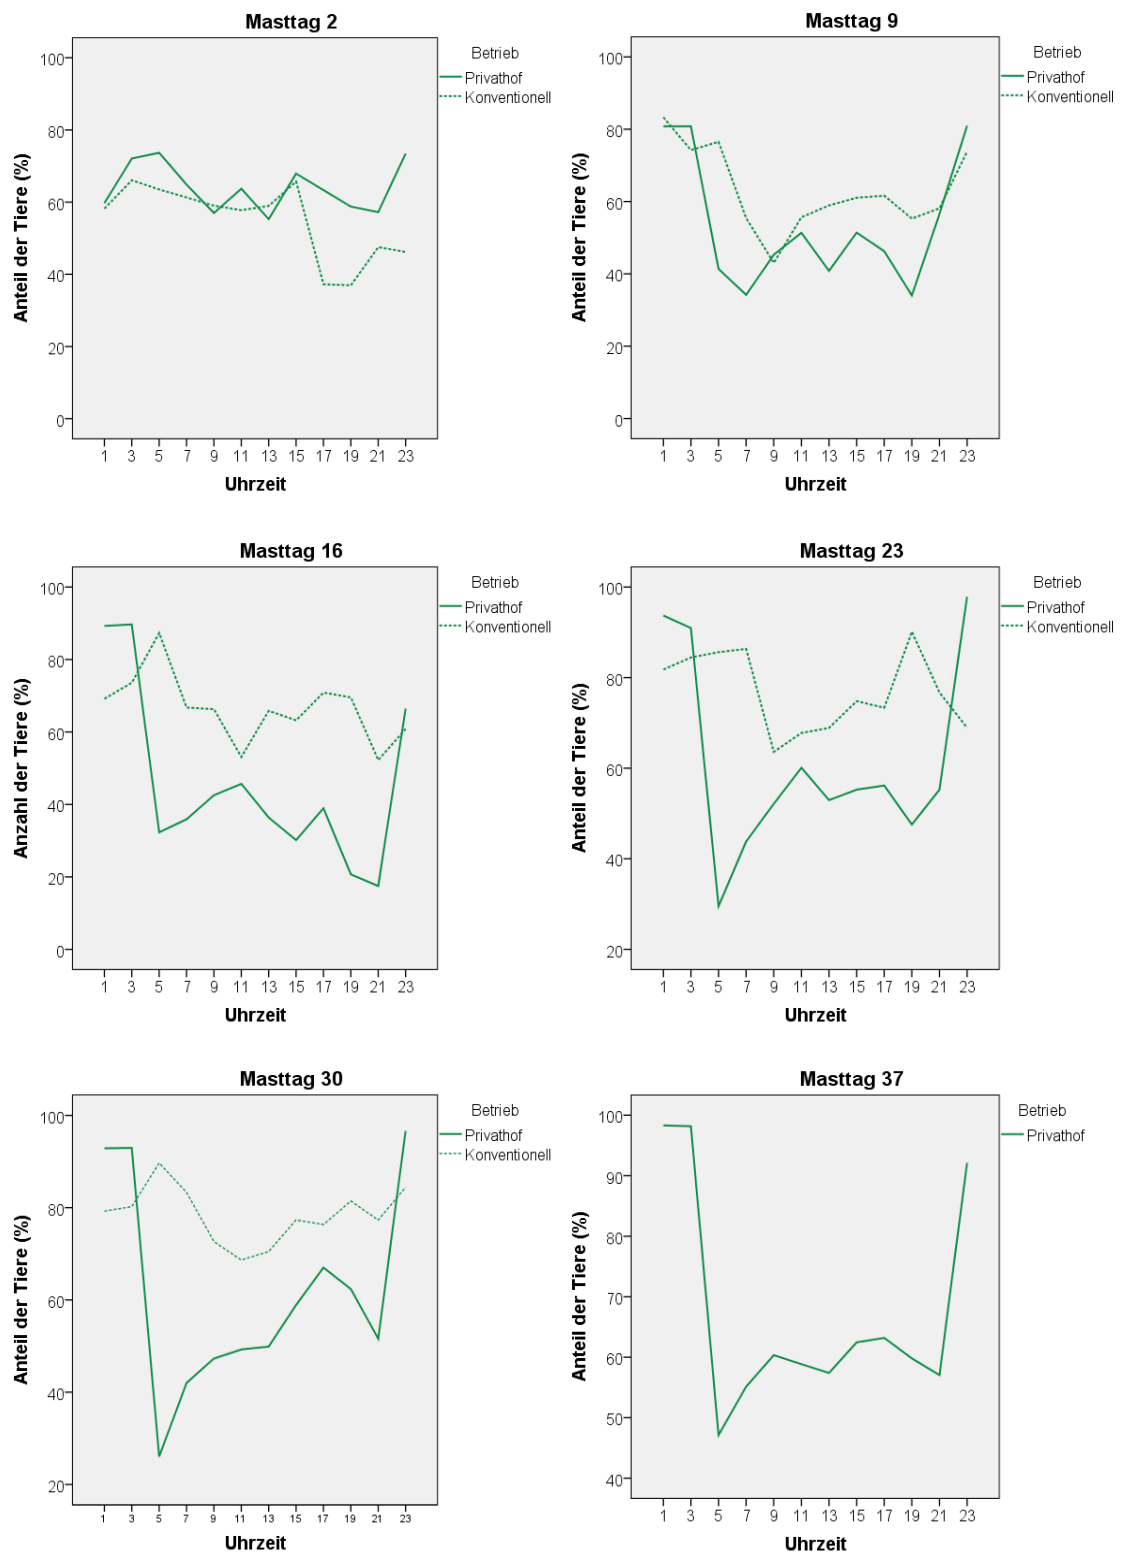 Masttag 2
Betrieb
Privathof
Konventionell
Anteil der Tiere (%)
100
80
60
40
20
0
1 3 5 7 9 11 13 15 17 19 21 23
Uhrzeit
Masttag 9
Betrieb
Privathof
Konventionell
Anteil der Tiere (%)
100
80
60
40
20
0
1 3 5 7 9 11 13 15 17 19 21 23
Uhrzeit
Masttag 16
Betrieb
Privathof
Konventionell
Anzahl der Tiere (%)
100
80
60
40
20
0
1 3 5 7 9 11 13 15 17 19 21 23
Uhrzeit
Masttag 23
Betrieb
Privathof
Konventionell
Anteil der Tiere (%)
100
80
60
40
20
1 3 5 7 9 11 13 15 17 19 21 23
Uhrzeit
Masttag 30
Betrieb
Privathof
Konventionell
Anteil der Tiere (%)
100
80
60
40
20
1 3 5 7 9 11 13 15 17 19 21 23
Uhrzeit
Masttag 37
Betrieb
Privathof
Anteil der Tiere (%)
100
90
80
70
60
50
40
1 3 5 7 9 11 13 15 17 19 21 23
Uhrzeit